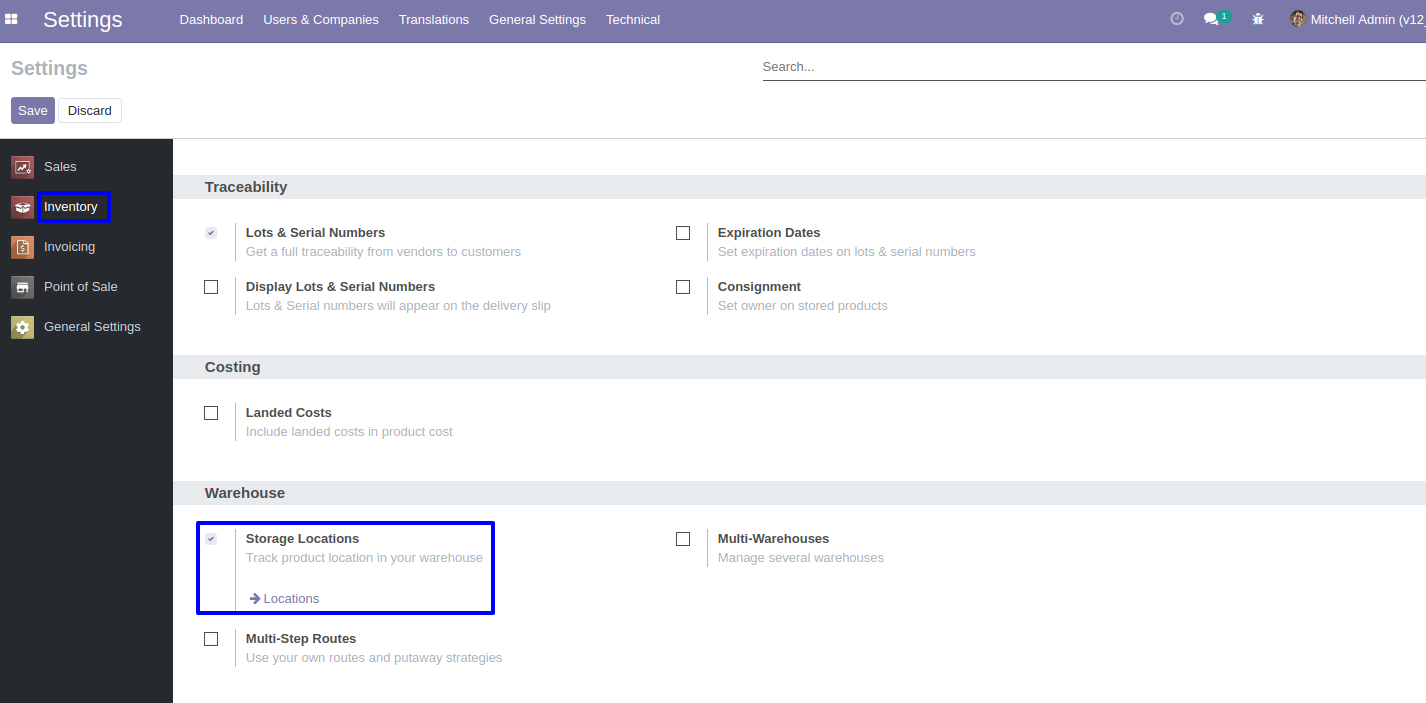 Settings Dashboard Users & Companies Translations General Settings Technical 1 Mitchell Admin (v12_
Settings Search...
Save Discard
Sales
Inventory
Invoicing
Point of Sale
General Settings
Traceability
Lots & Serial Numbers
Get a full traceability from vendors to customers
Expiration Dates
Set expiration dates on lots & serial numbers
Display Lots & Serial Numbers
Lots & Serial numbers will appear on the delivery slip
Consignment
Set owner on stored products
Costing
Landed Costs
Include landed costs in product cost
Warehouse
Storage Locations
Track product location in your warehouse
Locations
Multi-Warehouses
Manage several warehouses
Multi-Step Routes
Use your own routes and putaway strategies